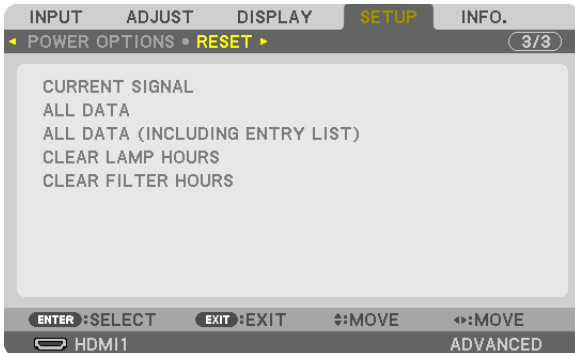 INPUT ADJUST DISPLAY SETUP INFO.
POWER OPTIONS • RESET 3/3
CURRENT SIGNAL
ALL DATA
ALL DATA (INCLUDING ENTRY LIST)
CLEAR LAMP HOURS
CLEAR FILTER HOURS
ENTER :SELECT EXIT :EXIT :MOVE :MOVE
HDMI1 ADVANCED